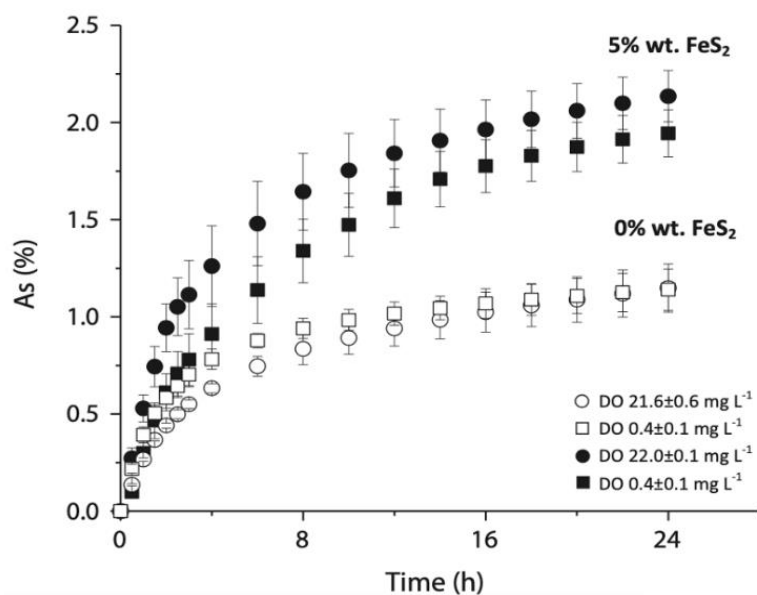 2.5
5% wt. FeS₂
2.0
1.5
0% wt. FeS₂
As (%)
1.0
DO 21.6±0.6 mg L⁻¹
0.5
DO 0.4±0.1 mg L⁻¹
DO 22.0±0.1 mg L⁻¹
DO 0.4±0.1 mg L⁻¹
0.0
0 8 16 24
Time (h)